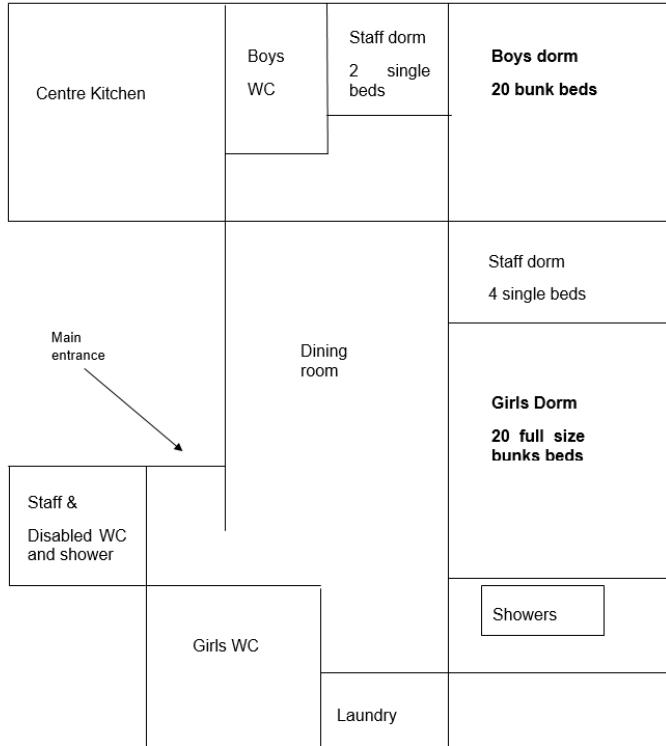 Centre Kitchen
Boys
WC
Staff dorm
2 single
beds
Boys dorm
20 bunk beds
Staff dorm
4 single beds
Main
entrance
Dining
room
Girls Dorm
20 full size
bunks beds
Staff &
Disabled WC
and shower
Girls WC
Showers
Laundry